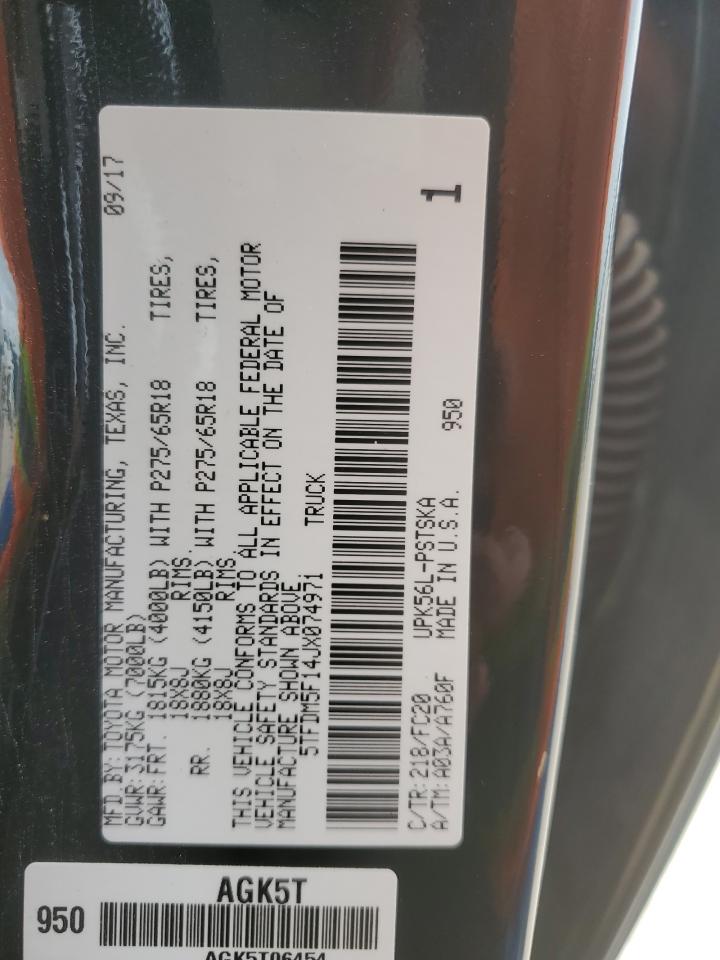 MFD.BY:TOYOTA MOTOR MANUFACTURING, TEXAS, INC. 09/17
GVWR:3175KG (7000LB)
GAWR:FRT. 1815KG (4000LB) WITH P275/65R18 TIRES,
18X8J RIMS,
RR. 1880KG (4150LB) WITH P275/65R18 TIRES,
18X8J RIMS.
THIS VEHICLE CONFORMS TO ALL APPLICABLE FEDERAL MOTOR
VEHICLE SAFETY STANDARDS IN EFFECT ON THE DATE OF
MANUFACTURE SHOWN ABOVE.
5TFDM5F14JX074971 TRUCK
C/TR:218/FC20 UPK56L-PSTSKA 950 1
A/TM:A03A/A760F MADE IN U.S.A.
AGK5T
950
AGK5T06454